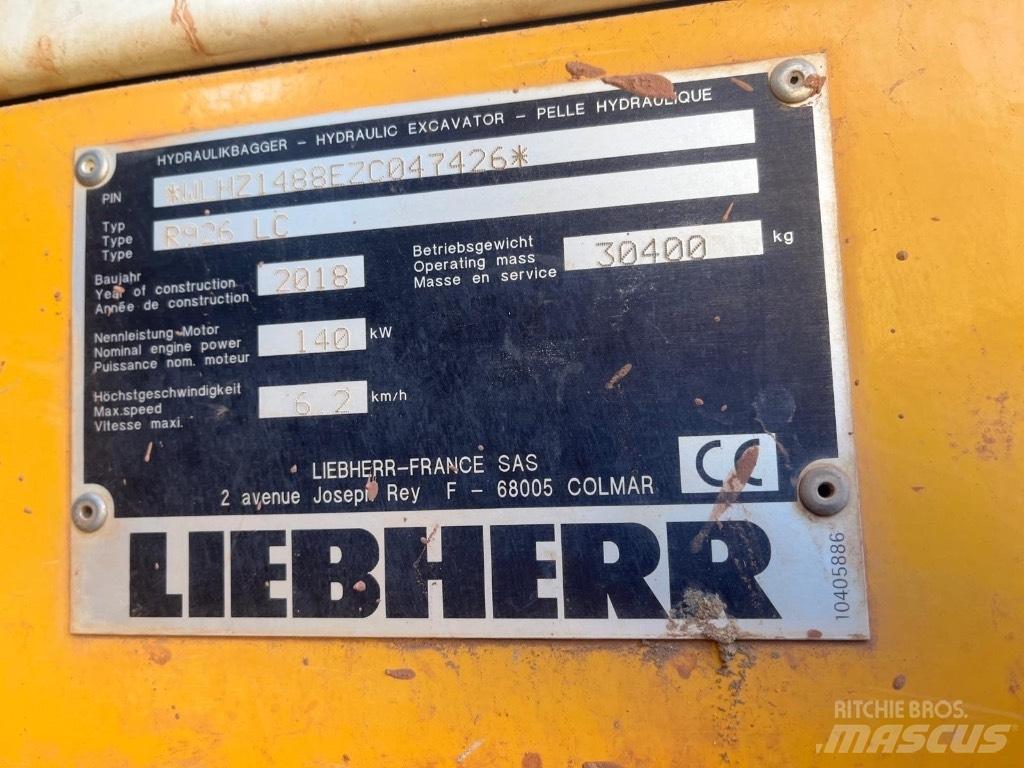 HYDRAULIKBAGGER – HYDRAULIC EXCAVATOR – PELLE HYDRAULIQUE
PIN *WLHZ1488EZC047426*
Typ
Type R926 LC
Type
Baujahr
Year of construction 2018
Année de construction
Betriebsgewicht
Operating mass 30400 kg
Masse en service
Nennleistung-Motor
Nominal engine power 140 kW
Puissance nom. moteur
Höchstgeschwindigkeit
Max.speed 6.2 km/h
Vitesse maxi.
LIEBHERR–FRANCE SAS
2 avenue Joseph Rey F – 68005 COLMAR
CE
LIEBHERR
10405886
RITCHIE BROS.
MASCUS